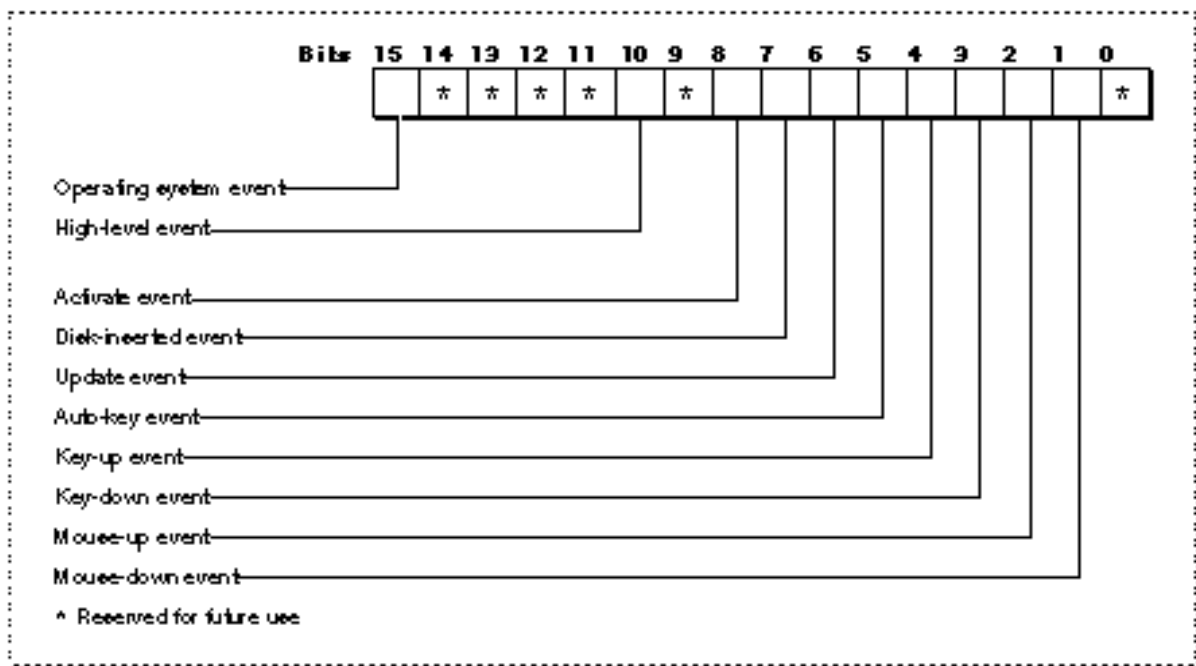 Bits 15 14 13 12 11 10 9 8 7 6 5 4 3 2 1 0
* * * * * *
Operating system event
High-level event
Activate event
Disk-inserted event
Update event
Auto-key event
Key-up event
Key-down event
Mouse-up event
Mouse-down event
* Reserved for future use